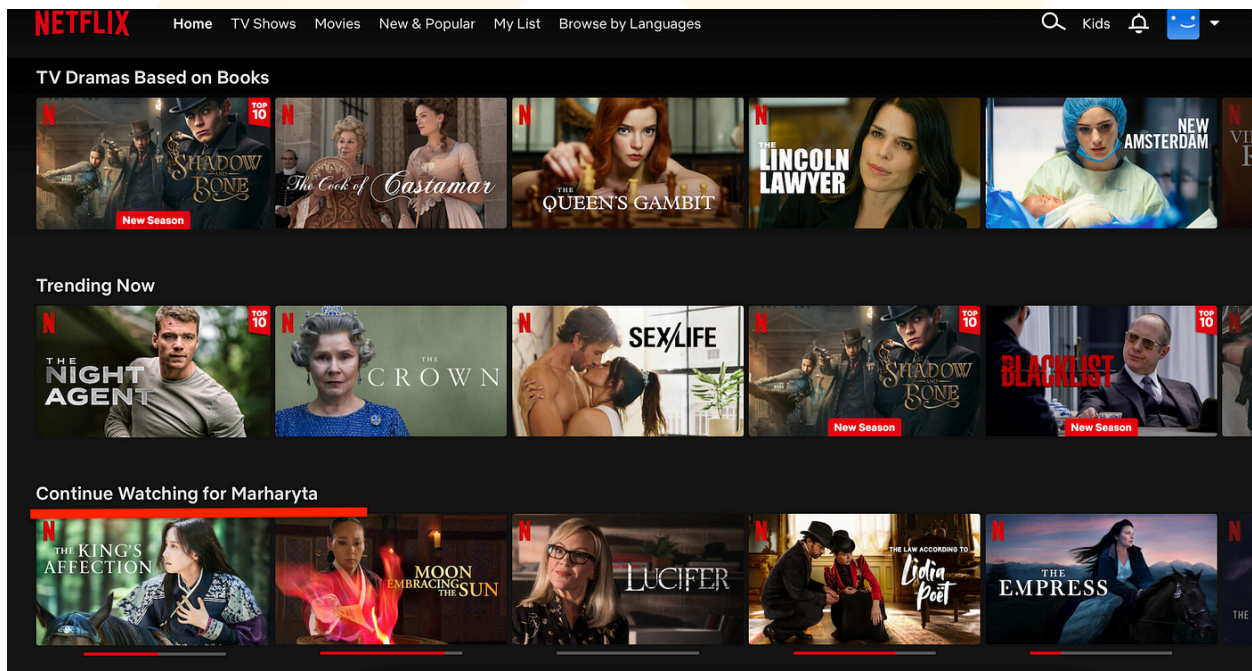 NETFLIX Home TV Shows Movies New & Popular My List Browse by Languages Kids
TV Dramas Based on Books
N
TOP
10
SHADOW
AND
BONE
New Season
N
The Cook of Castamar
N
THE
QUEEN'S GAMBIT
N
THE
LINCOLN
LAWYER
NEW
AMSTERDAM
N
Trending Now
N
TOP
10
THE
NIGHT
AGENT
N
THE
CROWN
N
SEX/LIFE
N
TOP
10
SHADOW
AND
BONE
New Season
TOP
10
BLACKLIST
New Season
N
Continue Watching for Marharyta
N
THE KING'S
AFFECTION
MOON
EMBRACING
THE SUN
N
LUCIFER
N
THE LAW ACCORDING TO
Lidia
Poët
N
THE
EMPRESS
N
THE